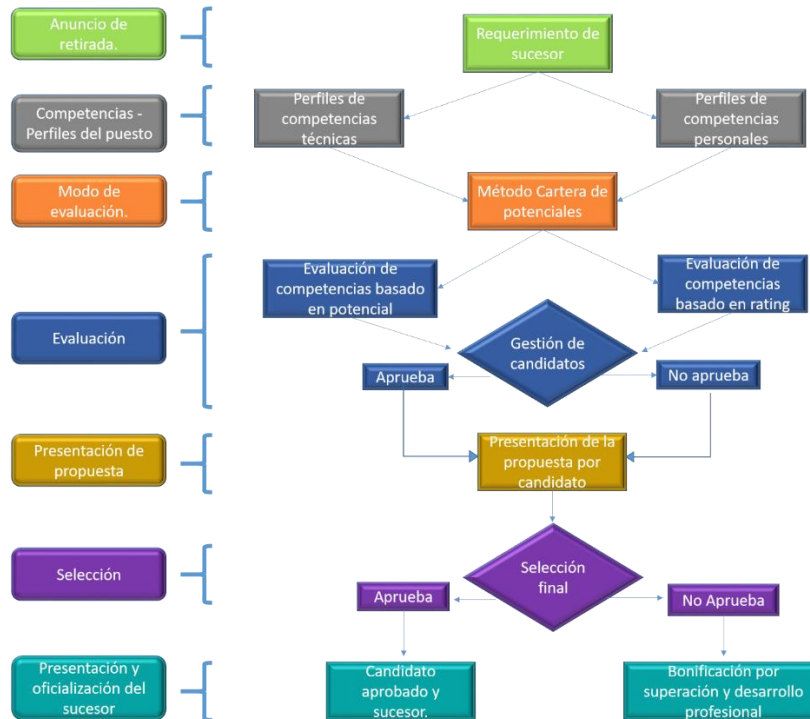 Anuncio de
retirada.
Requerimiento de
sucesor
Competencias -
Perfiles del puesto
Perfiles de
competencias
técnicas
Perfiles de
competencias
personales
Modo de
evaluación.
Método Cartera de
potenciales
Evaluación
Evaluación de
competencias basado
en potencial
Evaluación de
competencias
basado en rating
Gestión de
candidatos
Aprueba
No aprueba
Presentación de
propuesta
Presentación de la
propuesta por
candidato
Selección
Selección
final
Aprueba
No Aprueba
Presentación y
oficialización del
sucesor
Candidato
aprobado y
sucesor.
Bonificación por
superación y desarrollo
profesional